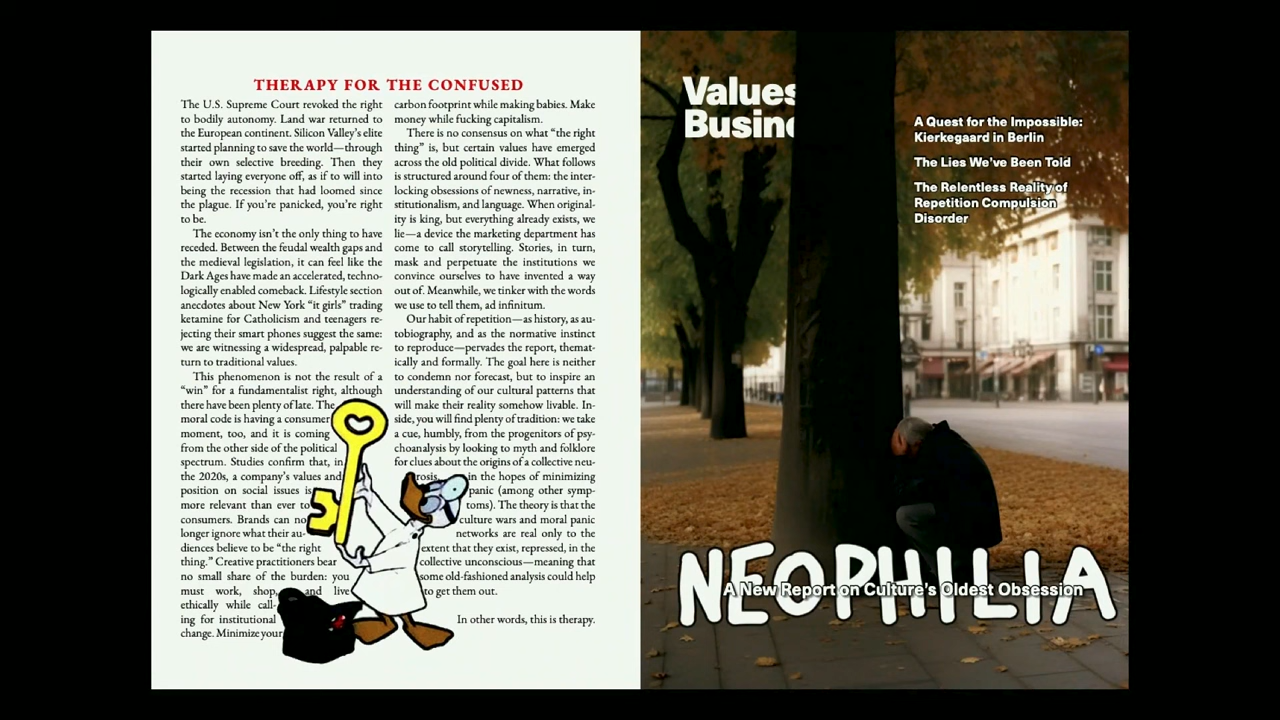 THERAPY FOR THE CONFUSED
The U.S. Supreme Court revoked the right
to bodily autonomy. Land war returned to
the European continent. Silicon Valley's elite
started planning to save the world—through
their own selective breeding. Then they
started laying everyone off, as if to will into
being the recession that had loomed since
the plague. If you're panicked, you're right
to be.
The economy isn't the only thing to have
receded. Between the feudal wealth gaps and
the medieval legislation, it can feel like the
Dark Ages have made an accelerated, techno-
logically enabled comeback. Lifestyle section
anecdotes about New York "it girls" trading
ketamine for Catholicism and teenagers re-
jecting their smart phones suggest the same:
we are witnessing a widespread, palpable re-
turn to traditional values.
This phenomenon is not the result of a
"win" for a fundamentalist right, although
there have been plenty of late. The
moral code is having a consumer
moment, too, and it is coming
from the other side of the political
spectrum. Studies confirm that, in
the 2020s, a company's values and
position on social issues is
more relevant than ever to
consumers. Brands can no
longer ignore what their au-
diences believe to be "the right
thing." Creative practitioners bear
no small share of the burden: you
must work, shop, and live
ethically while call-
ing for institutional
change. Minimize your
carbon footprint while making babies. Make
money while fucking capitalism.
There is no consensus on what "the right
thing" is, but certain values have emerged
across the old political divide. What follows
is structured around four of them: the inter-
locking obsessions of newness, narrative, in-
stitutionalism, and language. When original-
ity is king, but everything already exists, we
lie—a device the marketing department has
come to call storytelling. Stories, in turn,
mask and perpetuate the institutions we
convince ourselves to have invented a way
out of. Meanwhile, we tinker with the words
we use to tell them, ad infinitum.
Our habit of repetition—as history, as au-
tobiography, and as the normative instinct
to reproduce—pervades the report, themat-
ically and formally. The goal here is neither
to condemn nor forecast, but to inspire an
understanding of our cultural patterns that
will make their reality somehow livable. In-
side, you will find plenty of tradition: we take
a cue, humbly, from the progenitors of psy-
choanalysis by looking to myth and folklore
for clues about the origins of a collective neu-
rosis, in the hopes of minimizing
panic (among other symp-
toms). The theory is that the
culture wars and moral panic
networks are real only to the
extent that they exist, repressed, in the
collective unconscious—meaning that
some old-fashioned analysis could help
to get them out.
In other words, this is therapy.
Values
Busine
A Quest for the Impossible:
Kierkegaard in Berlin
The Lies We've Been Told
The Relentless Reality of
Repetition Compulsion
Disorder
NEOPHILIA
A New Report on Culture's Oldest Obsession